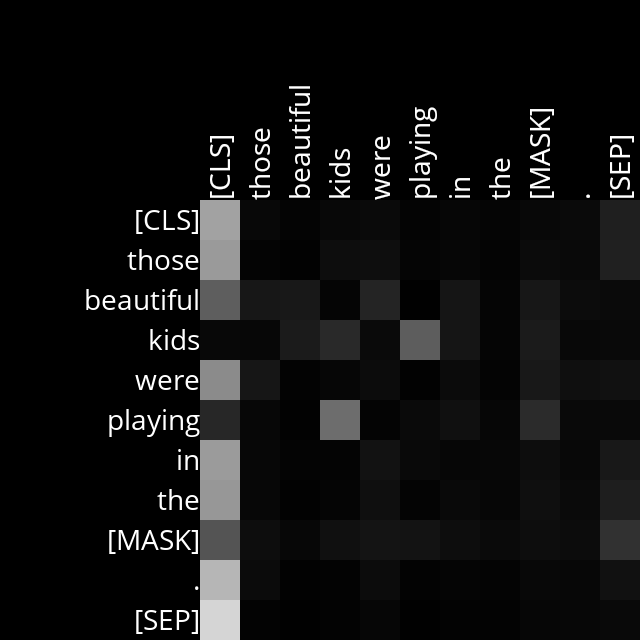 [CLS] those beautiful kids were playing in the [MASK] . [SEP]
[CLS]
those
beautiful
kids
were
playing
in
the
[MASK]
.
[SEP]